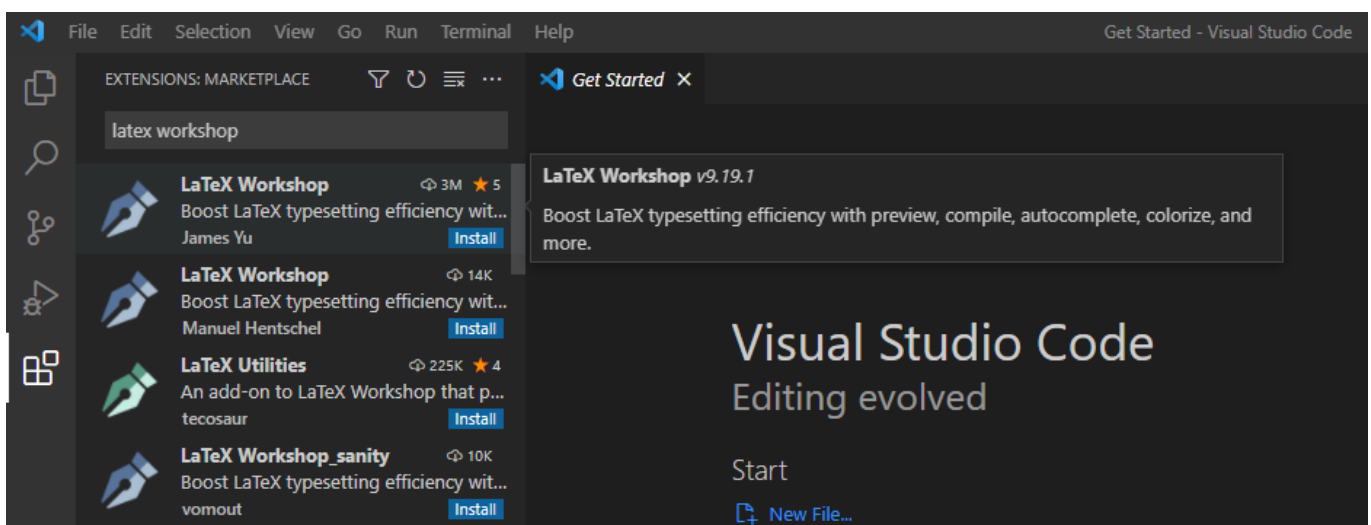 File Edit Selection View Go Run Terminal Help Get Started - Visual Studio Code
EXTENSIONS: MARKETPLACE
Get Started
latex workshop
LaTeX Workshop 3M 5
Boost LaTeX typesetting efficiency wit...
James Yu Install
LaTeX Workshop 14K
Boost LaTeX typesetting efficiency wit...
Manuel Hentschel Install
LaTeX Utilities 225K 4
An add-on to LaTeX Workshop that p...
tecosaur Install
LaTeX Workshop_sanity 10K
Boost LaTeX typesetting efficiency wit...
vomout Install
LaTeX Workshop v9.19.1
Boost LaTeX typesetting efficiency with preview, compile, autocomplete, colorize, and
more.
Visual Studio Code
Editing evolved
Start
New File...